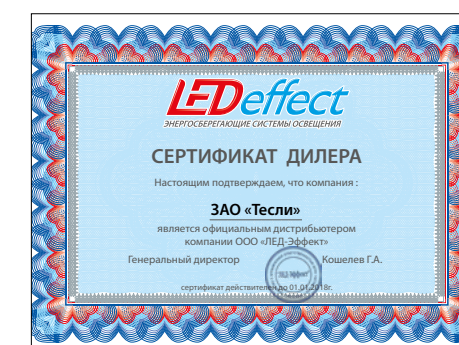 LEDeffect
ЭНЕРГОСБЕРЕГАЮЩИЕ СИСТЕМЫ ОСВЕЩЕНИЯ
СЕРТИФИКАТ ДИЛЕРА
Настоящим подтверждаем, что компания :
ЗАО «Тесли»
является официальным дистрибьютером
компании ООО «ЛЕД-Эффект»
Генеральный директор Кошелев Г.А.
сертификат действителен до 01.01.2018г.